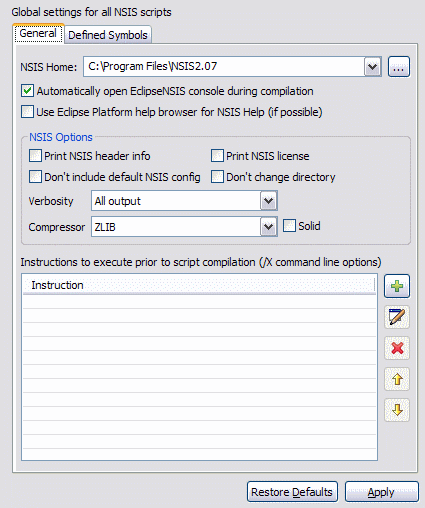 Global settings for all NSIS scripts
General Defined Symbols
NSIS Home: C:\Program Files\NSIS2.07 ...
Automatically open EclipseNSIS console during compilation
Use Eclipse Platform help browser for NSIS Help (if possible)
NSIS Options
Print NSIS header info Print NSIS license
Don't include default NSIS config Don't change directory
Verbosity All output
Compressor ZLIB Solid
Instructions to execute prior to script compilation (/X command line options)
Instruction
Restore Defaults Apply